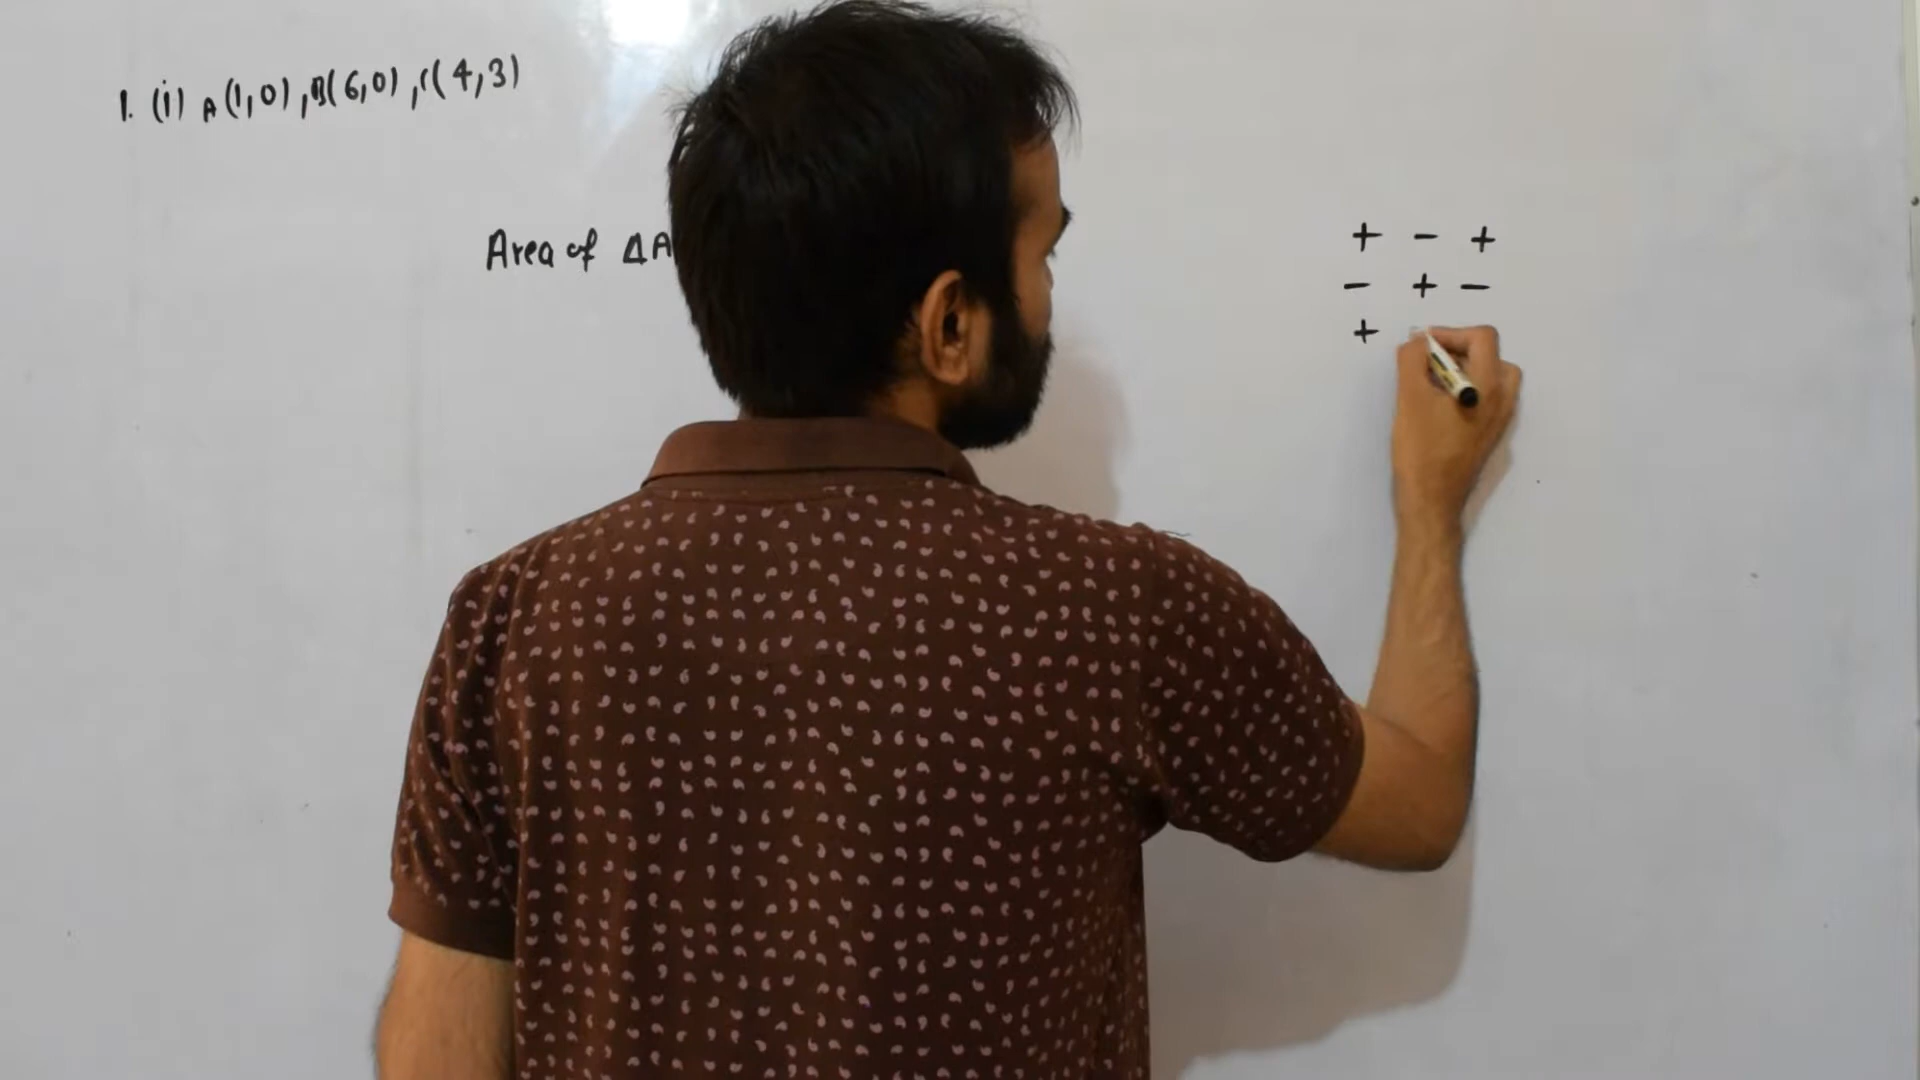 1. (i) A(1,0), B(6,0), C(4,3)
Area of ΔA
+ - +
- + -
+